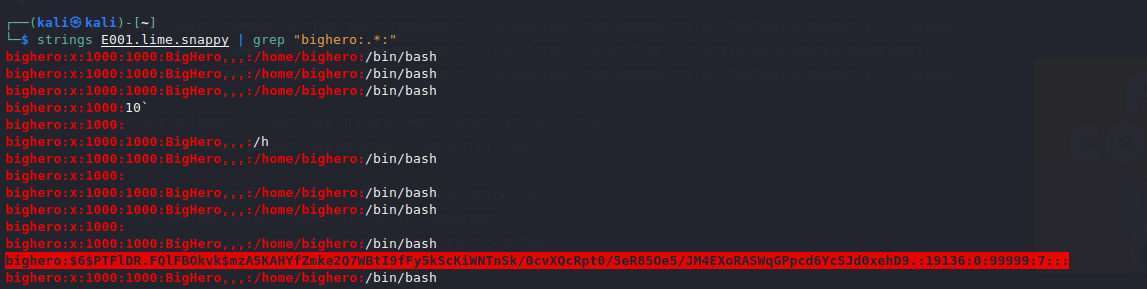 ┌──(kali㉿kali)-[~]
└─$ strings E001.lime.snappy | grep "bighero:.*:"
bighero:x:1000:1000:BigHero,,,:/home/bighero:/bin/bash
bighero:x:1000:1000:BigHero,,,:/home/bighero:/bin/bash
bighero:x:1000:1000:BigHero,,,:/home/bighero:/bin/bash
bighero:x:1000:10`
bighero:x:1000:
bighero:x:1000:1000:BigHero,,,:/h
bighero:x:1000:1000:BigHero,,,:/home/bighero:/bin/bash
bighero:x:1000:
bighero:x:1000:1000:BigHero,,,:/home/bighero:/bin/bash
bighero:x:1000:1000:BigHero,,,:/home/bighero:/bin/bash
bighero:x:1000:
bighero:x:1000:1000:BigHero,,,:/home/bighero:/bin/bash
bighero:$6$PTFlDR.FQlFBOkvk$mzA5KAHYfZmke2Q7WBtI9fFy5kScKiWNTnSk/0cvXQcRpt0/5eR85Oe5/JM4EXoRASWqGPpcd6YcSJd0xehD9.:19136:0:99999:7:::
bighero:x:1000:1000:BigHero,,,:/home/bighero:/bin/bash